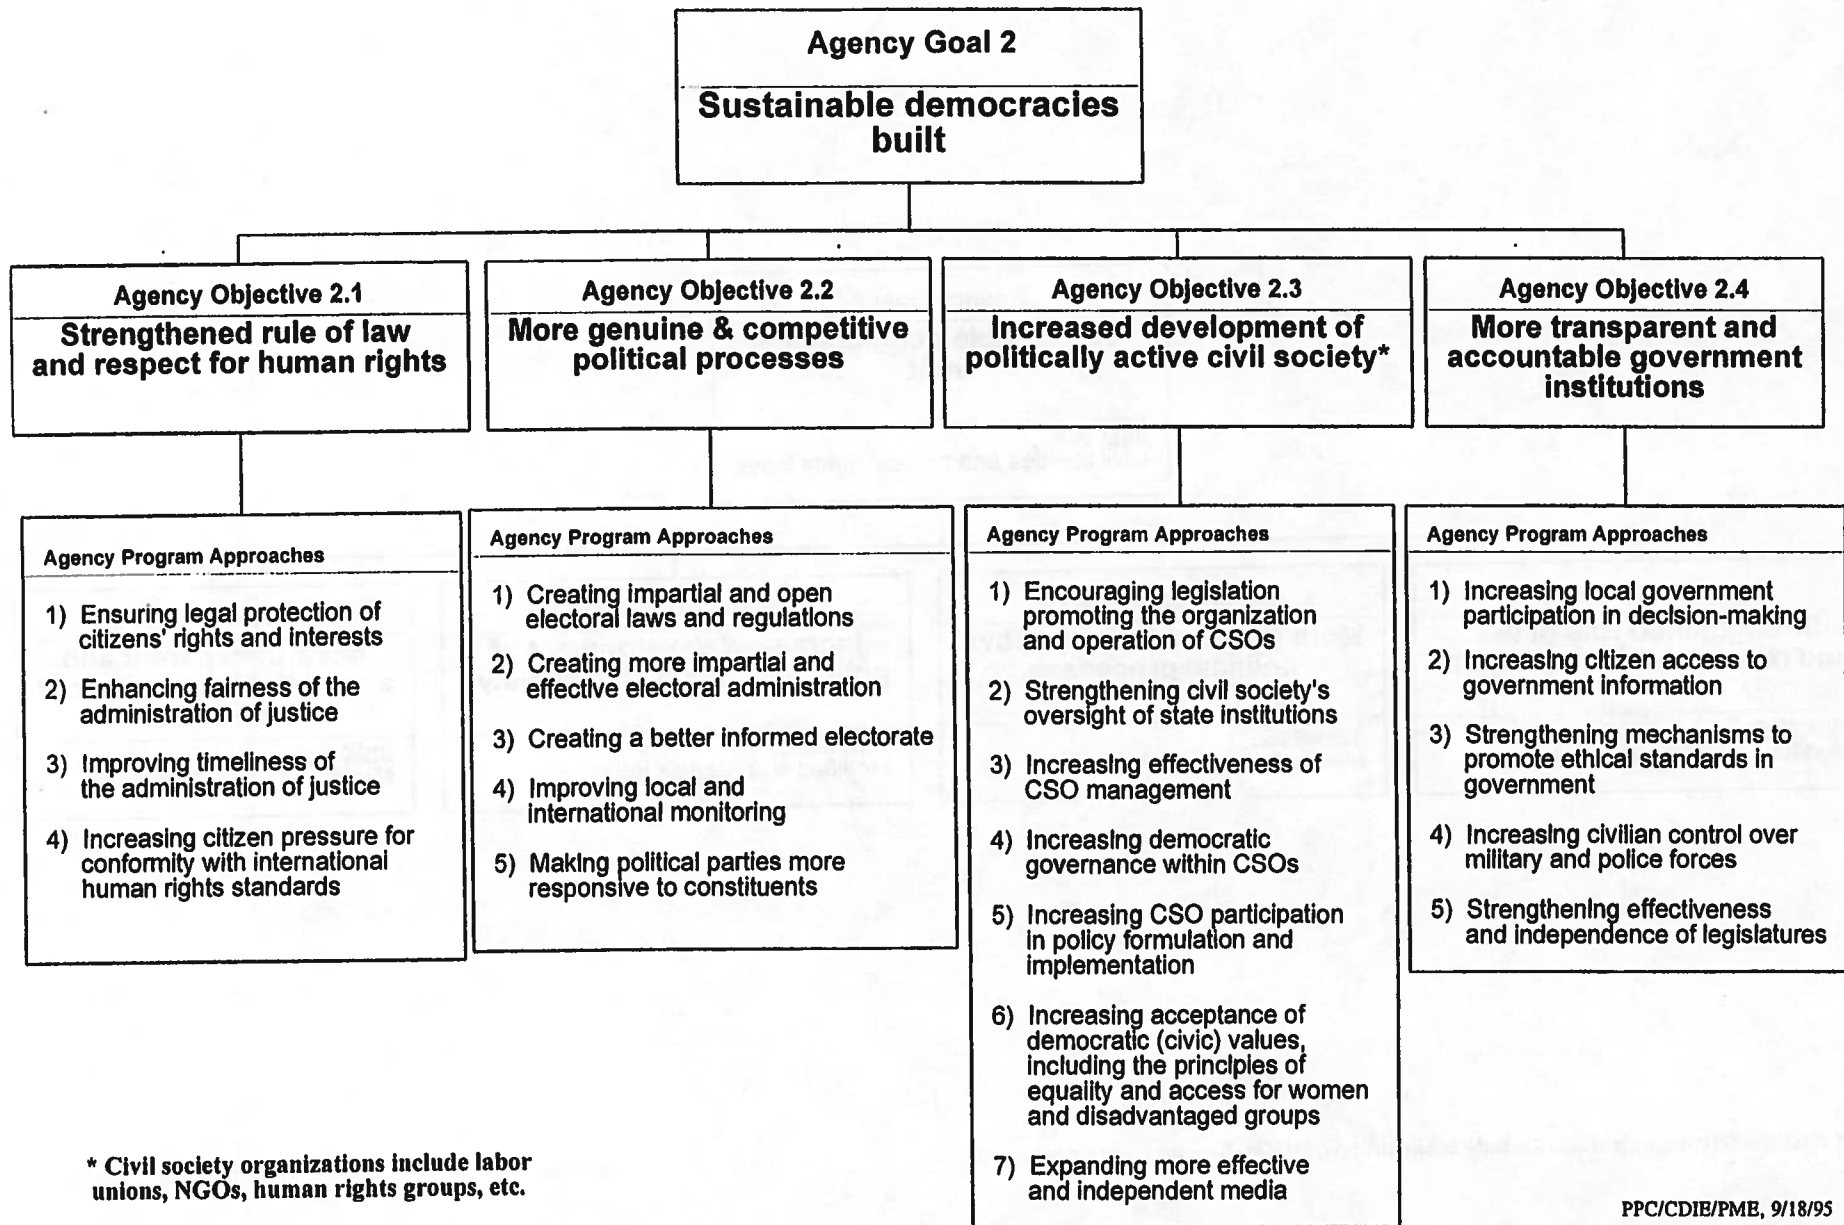 Agency Goal 2
Sustainable democracies
built
Agency Objective 2.1
Strengthened rule of law
and respect for human rights
Agency Objective 2.2
More genuine & competitive
political processes
Agency Objective 2.3
Increased development of
politically active civil society*
Agency Objective 2.4
More transparent and
accountable government
institutions
Agency Program Approaches
1) Ensuring legal protection of
citizens' rights and interests
2) Enhancing fairness of the
administration of justice
3) Improving timeliness of
the administration of justice
4) Increasing citizen pressure for
conformity with international
human rights standards
Agency Program Approaches
1) Creating impartial and open
electoral laws and regulations
2) Creating more impartial and
effective electoral administration
3) Creating a better informed electorate
4) Improving local and
international monitoring
5) Making political parties more
responsive to constituents
Agency Program Approaches
1) Encouraging legislation
promoting the organization
and operation of CSOs
2) Strengthening civil society's
oversight of state institutions
3) Increasing effectiveness of
CSO management
4) Increasing democratic
governance within CSOs
5) Increasing CSO participation
in policy formulation and
implementation
6) Increasing acceptance of
democratic (civic) values,
including the principles of
equality and access for women
and disadvantaged groups
7) Expanding more effective
and independent media
Agency Program Approaches
1) Increasing local government
participation in decision-making
2) Increasing citizen access to
government information
3) Strengthening mechanisms to
promote ethical standards in
government
4) Increasing civilian control over
military and police forces
5) Strengthening effectiveness
and independence of legislatures
* Civil society organizations include labor
unions, NGOs, human rights groups, etc.
PPC/CDIE/PME, 9/18/95